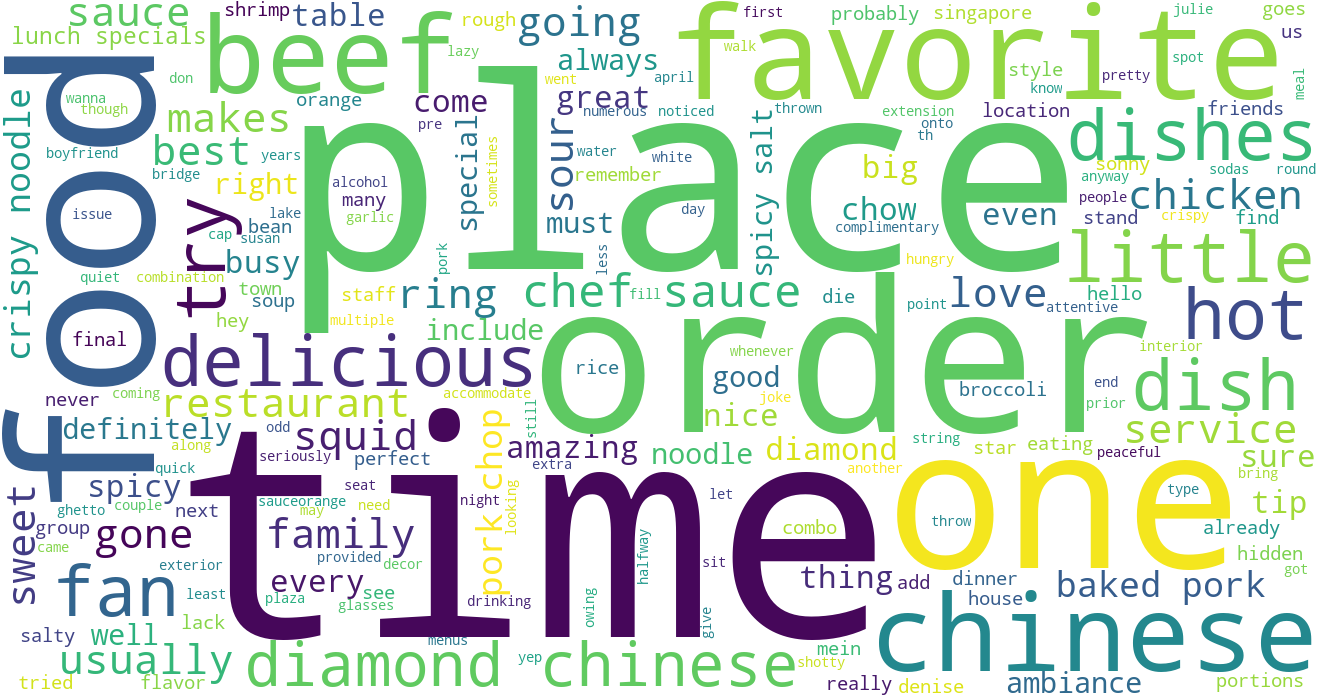 place
time
order
food
one
favorite
chinese
beef
delicious
dishes
dish
little
hot
fan
try
diamond chinese
sauce
lunch specials
shrimp
table
rough
going
first
probably
singapore
julie
goes
us
lazy
always
walk
april
went
style
know
pretty
spot
meal
don
wanna
though
orange
come
pre
great
numerous
noticed
thrown
extension
onto
th
location
friends
makes
crispy noodle
boyfriend
best
years
bridge
right
special
sometimes
sour
water
white
remember
spicy salt
big
sonny
anyway
sodas
round
issue
alcohol
many
garlic
lake
bean
cap
susan
must
day
complimentary
chow
even
people
stand
chicken
crispy
find
busy
quiet
combination
town
soup
hey
staff
multiple
pork
ring
include
less
chef
fill
sauce
die
hungry
point
love
attentive
hello
interior
final
never
coming
restaurant
definitely
along
odd
squid
seriously
perfect
accommodate
still
rice
whenever
good
joke
nice
broccoli
end
prior
service
string
star
eating
peaceful
sure
bring
amazing
extra
noodle
diamond
another
pork chop
looking
quick
spicy
ghetto
couple
next
sauceorange
seat
may
need
night
let
throw
type
tip
already
hidden
got
sweet
group
came
gone
family
provided
decor
exterior
every
see
glasses
plaza
least
drinking
halfway
sit
combo
thing
add
dinner
house
baked pork
salty
well
lack
usually
tried
flavor
menus
yep
owing
give
mein
shotty
really
denise
ambiance
portions